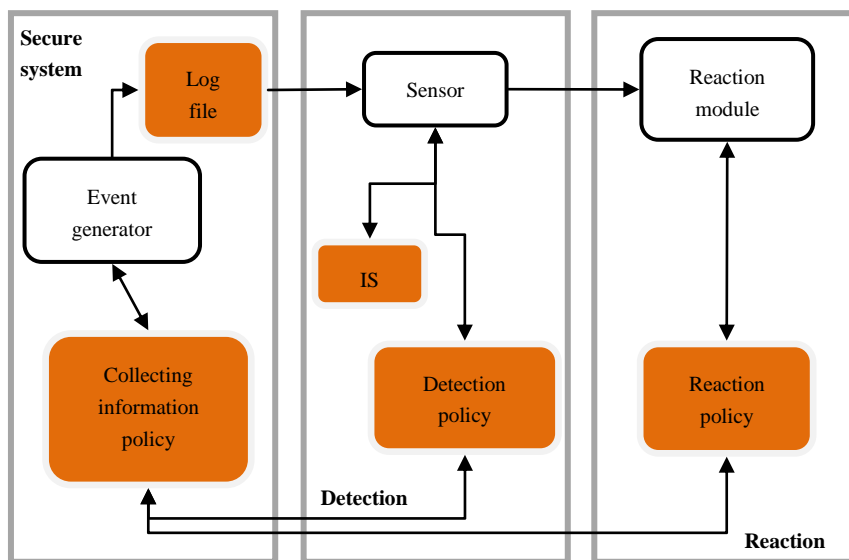 Secure
system
Log
file
Event
generator
Collecting
information
policy
Sensor
IS
Detection
policy
Detection
Reaction
module
Reaction
policy
Reaction